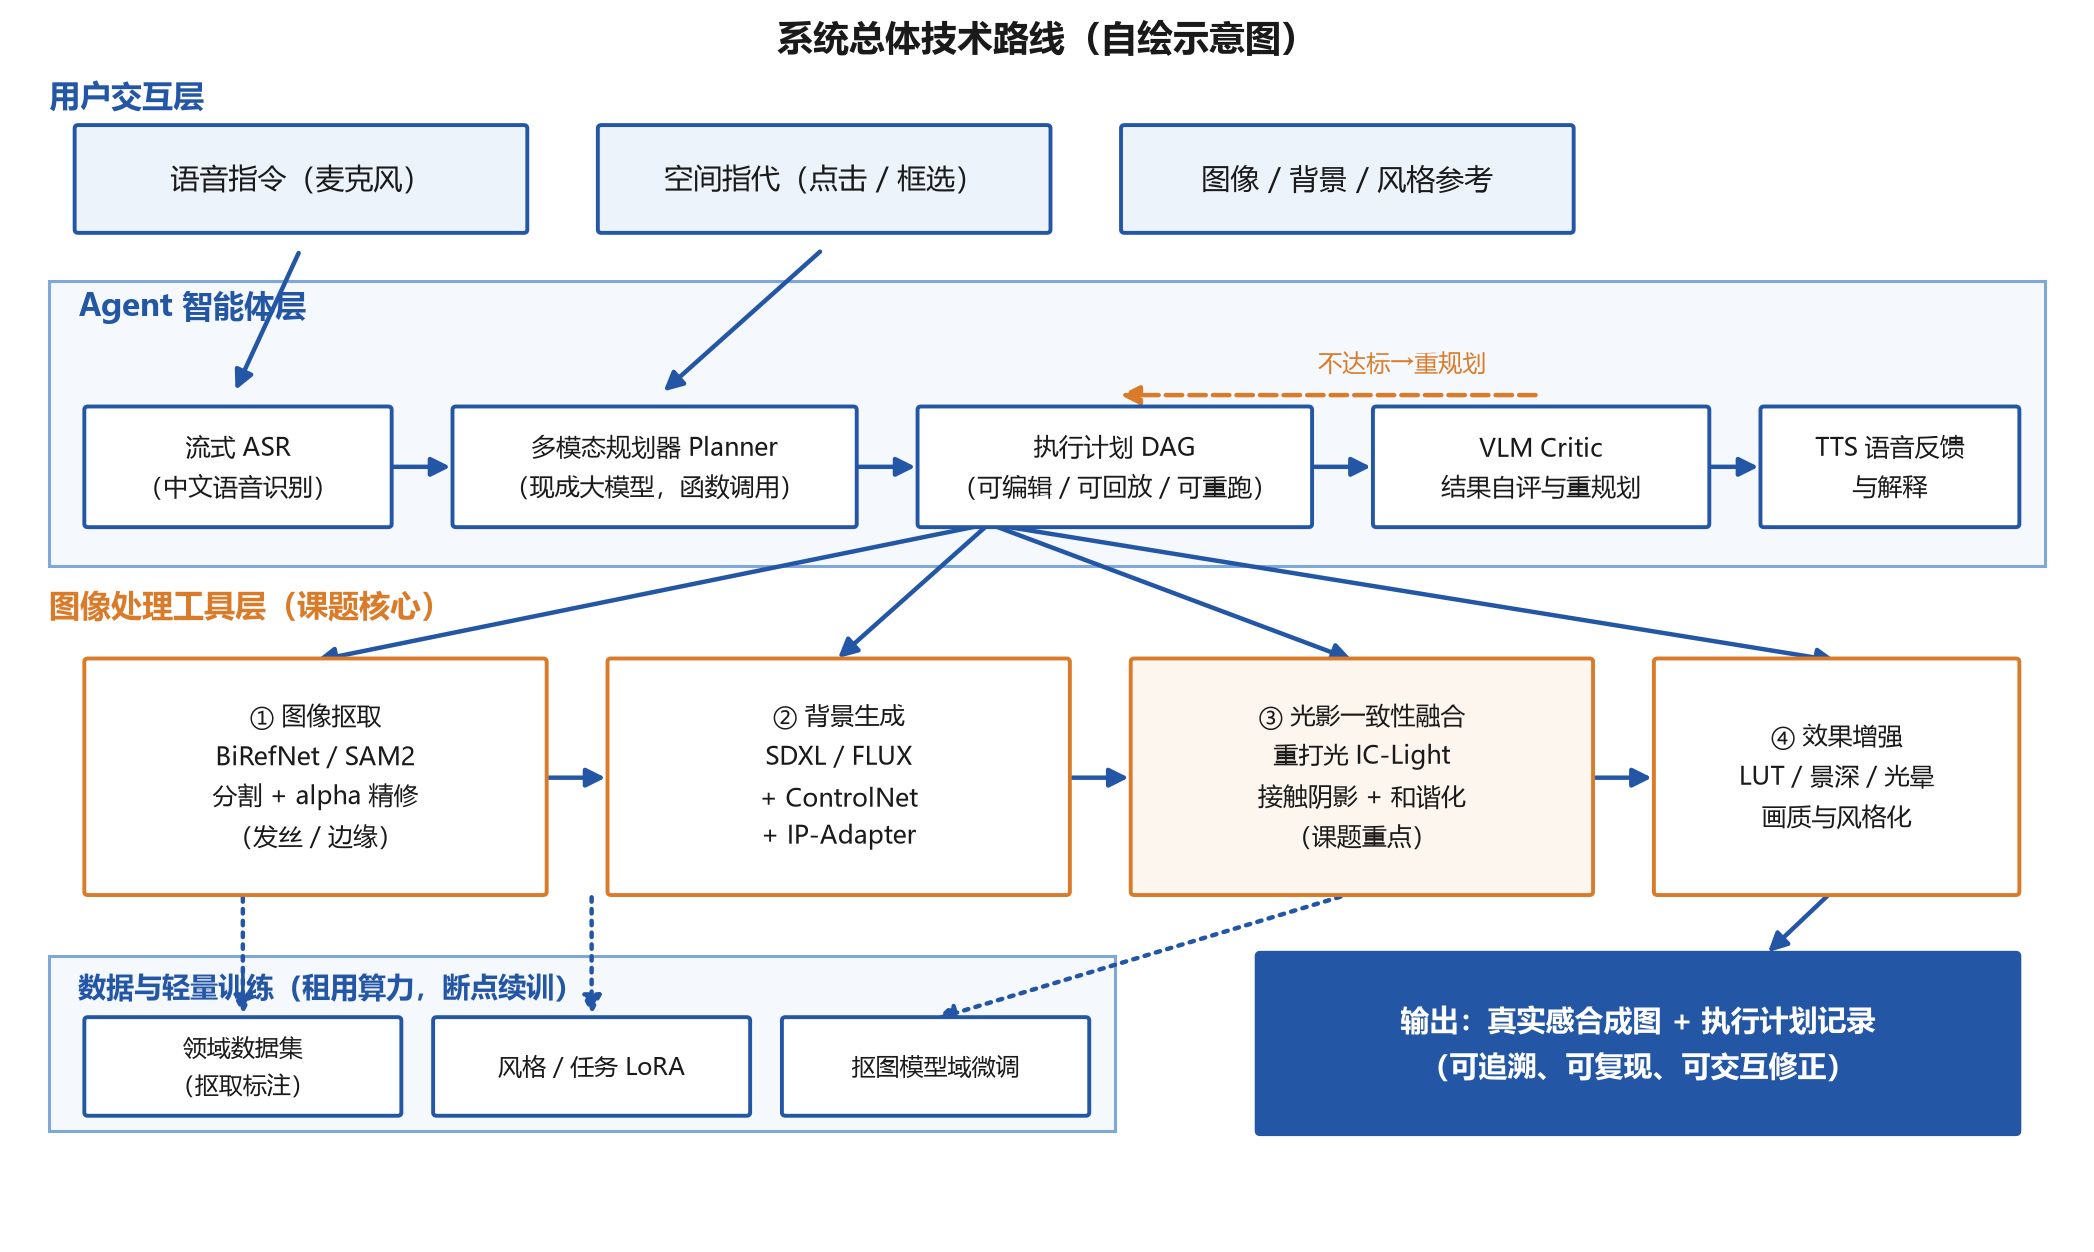 系统总体技术路线（自绘示意图）
用户交互层
语音指令（麦克风）
空间指代（点击 / 框选）
图像 / 背景 / 风格参考
Agent 智能体层
不达标→重规划
流式 ASR
（中文语音识别）
多模态规划器 Planner
（现成大模型，函数调用）
执行计划 DAG
（可编辑 / 可回放 / 可重跑）
VLM Critic
结果自评与重规划
TTS 语音反馈
与解释
图像处理工具层（课题核心）
① 图像抠取
BiRefNet / SAM2
分割 + alpha 精修
（发丝 / 边缘）
② 背景生成
SDXL / FLUX
+ ControlNet
+ IP-Adapter
③ 光影一致性融合
重打光 IC-Light
接触阴影 + 和谐化
（课题重点）
④ 效果增强
LUT / 景深 / 光晕
画质与风格化
数据与轻量训练（租用算力，断点续训）
领域数据集
（抠取标注）
风格 / 任务 LoRA
抠图模型域微调
输出：真实感合成图 + 执行计划记录
（可追溯、可复现、可交互修正）